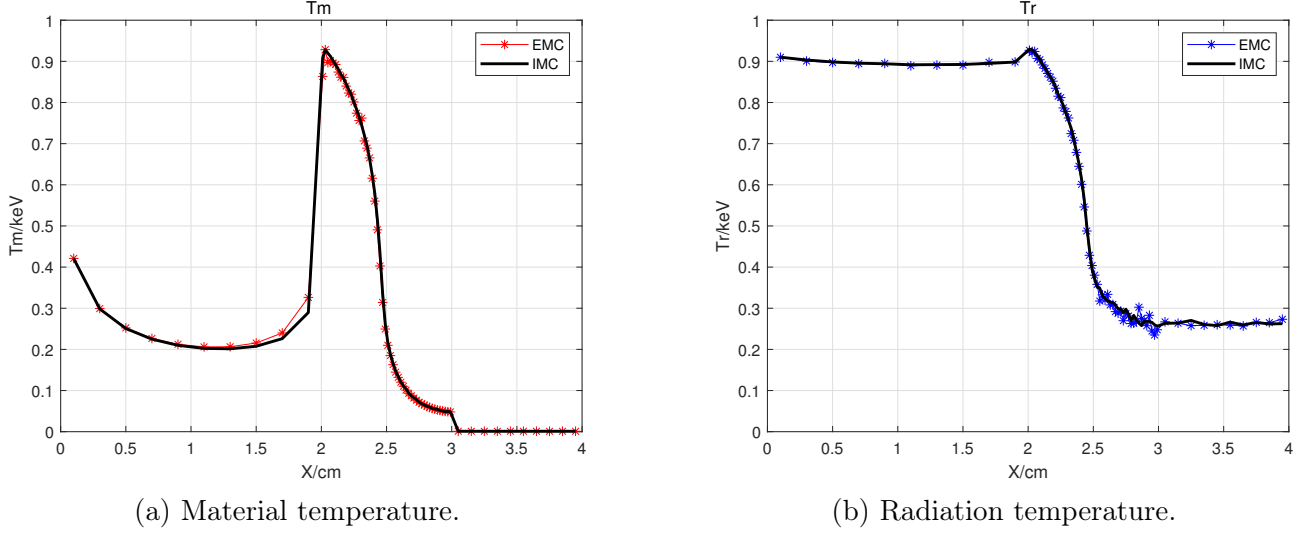 Tm
1
0.9
0.8
0.7
0.6
0.5
0.4
0.3
0.2
0.1
0
Tm/keV
EMC
IMC
0 0.5 1 1.5 2 2.5 3 3.5 4
X/cm
(a) Material temperature.
Tr
1
0.9
0.8
0.7
0.6
0.5
0.4
0.3
0.2
0.1
0
Tr/keV
EMC
IMC
0 0.5 1 1.5 2 2.5 3 3.5 4
X/cm
(b) Radiation temperature.